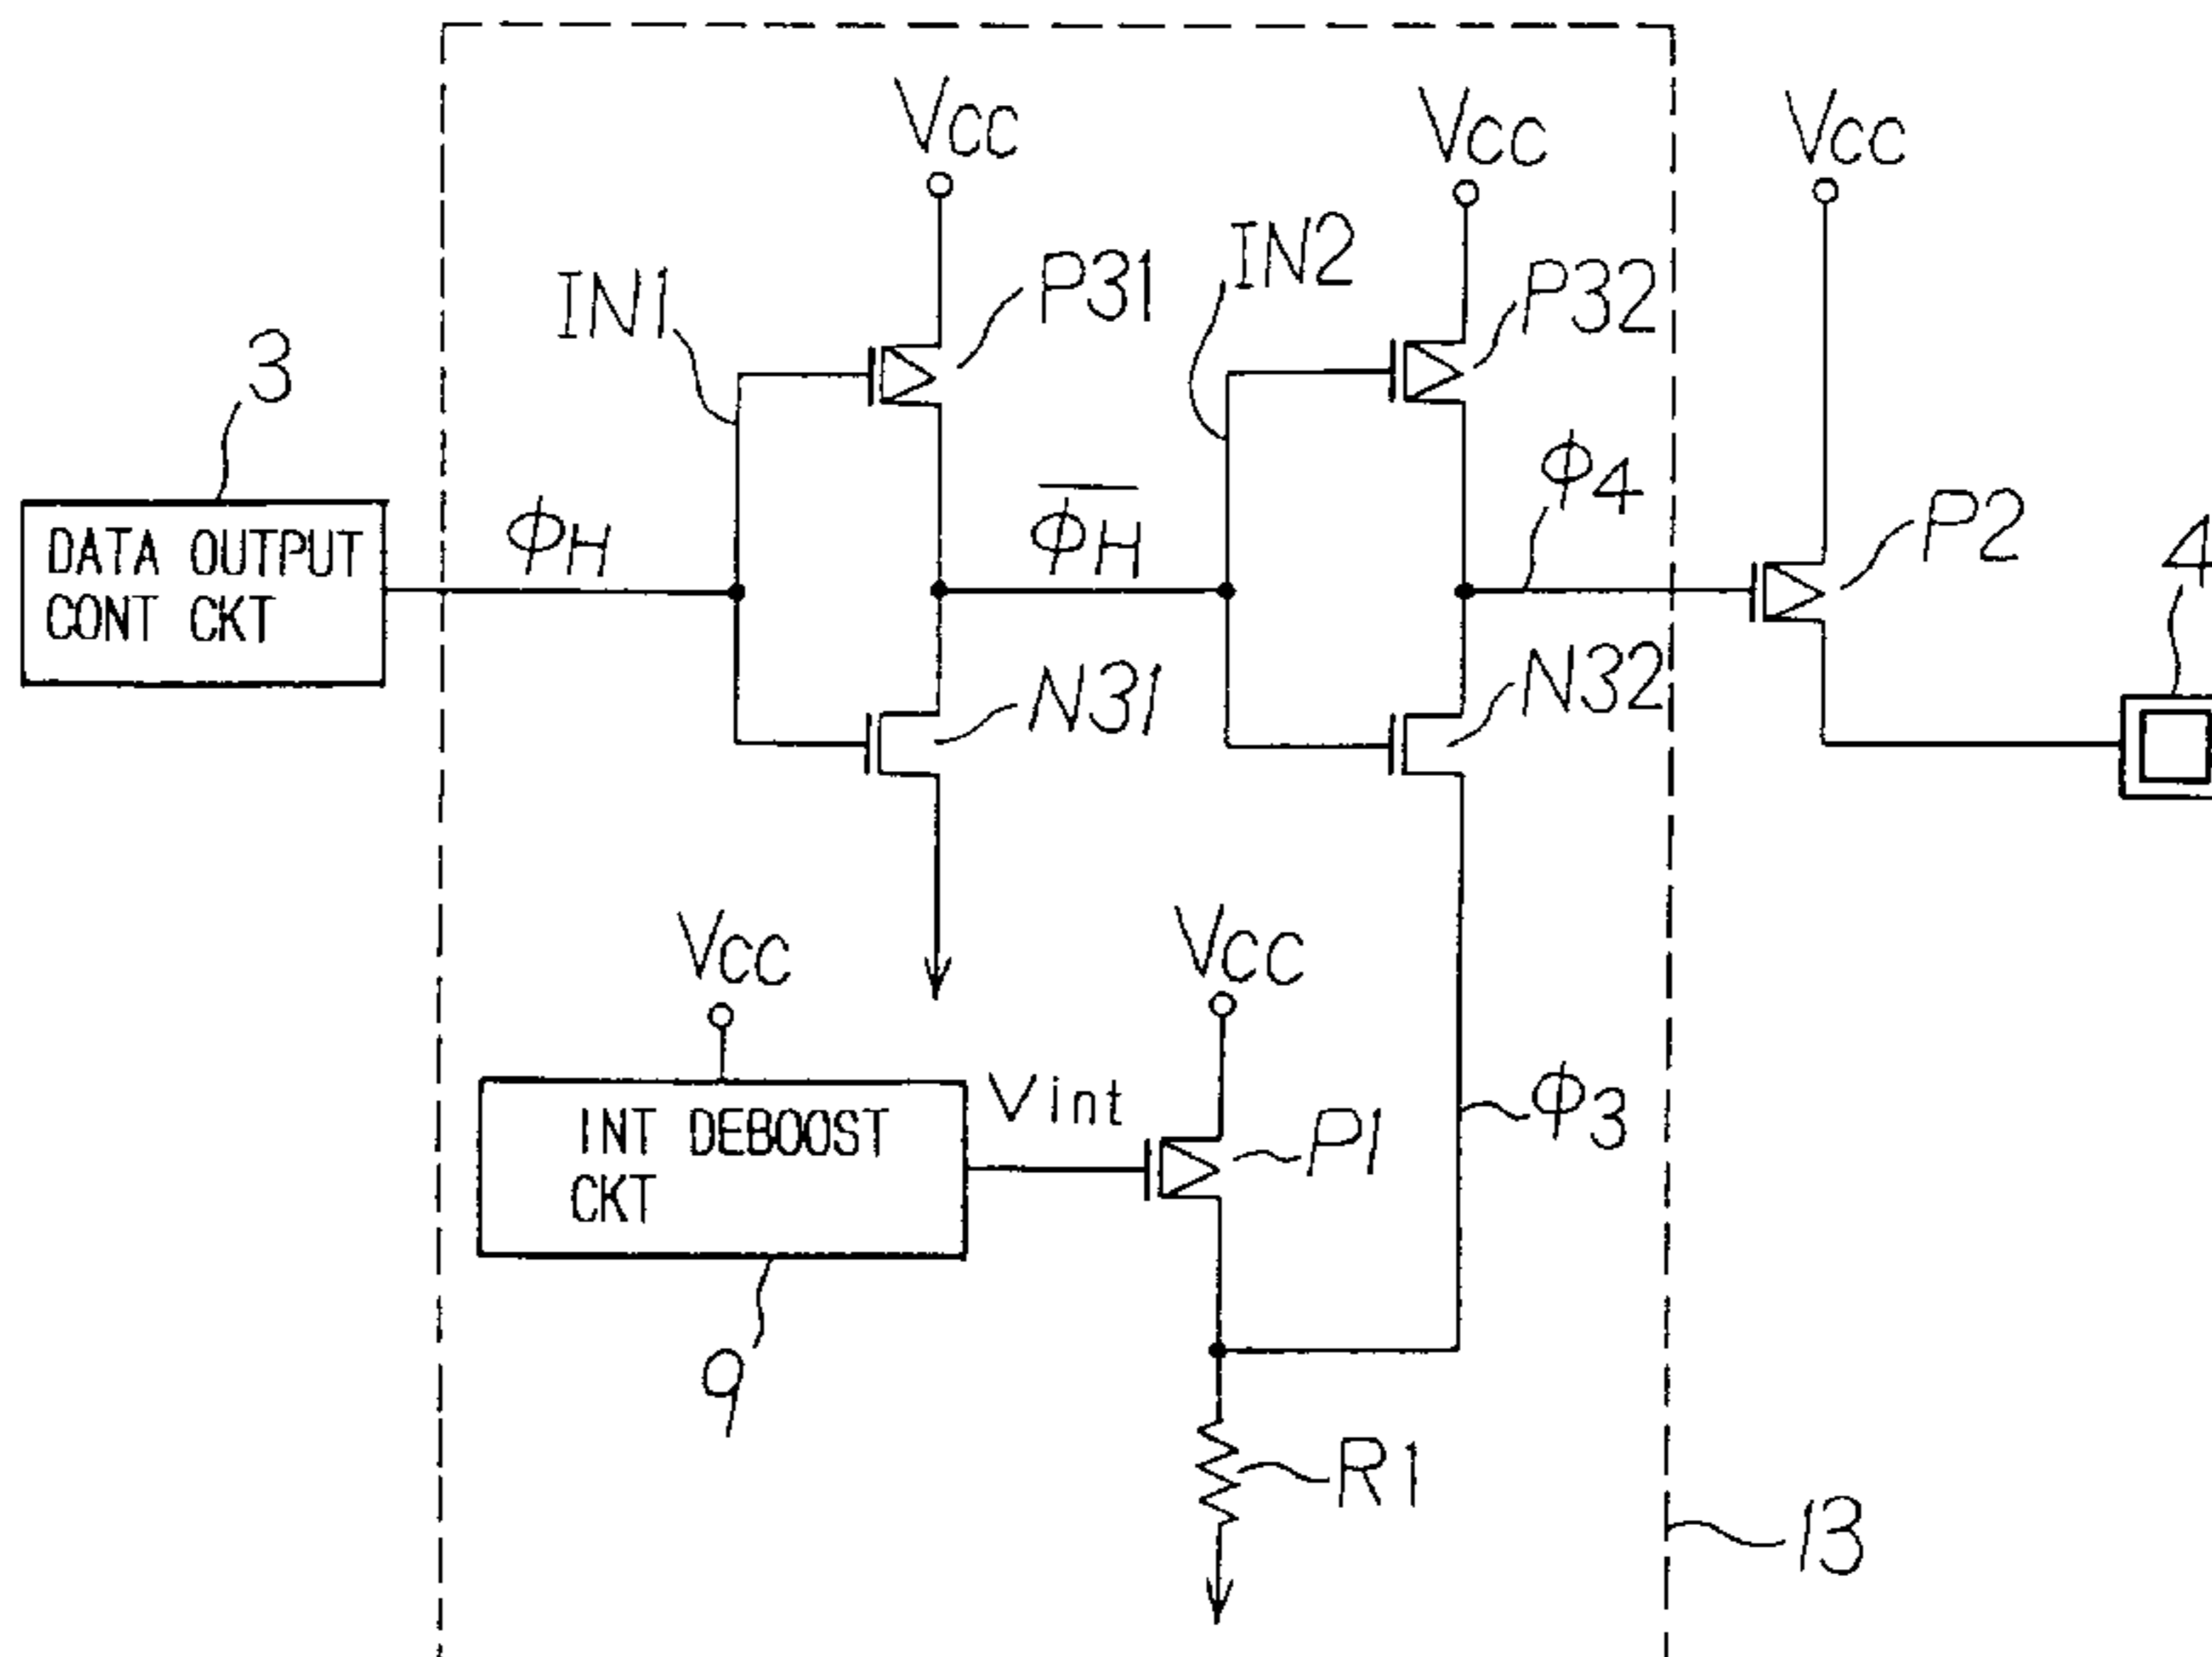 Vcc
Vcc
Vcc
IN1
P31
IN2
P32
3
DATA OUTPUT
CONT CKT
ϕH
ϕH̅
ϕ4
P2
4
N31
N32
Vcc
Vcc
INT DEBOOST
CKT
Vint
P1
ϕ3
9
R1
13